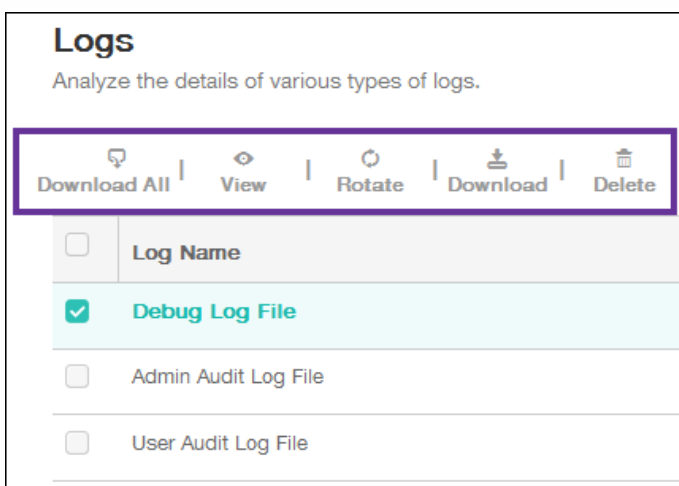 Logs
Analyze the details of various types of logs.
Download All | View | Rotate | Download | Delete
Log Name
Debug Log File
Admin Audit Log File
User Audit Log File